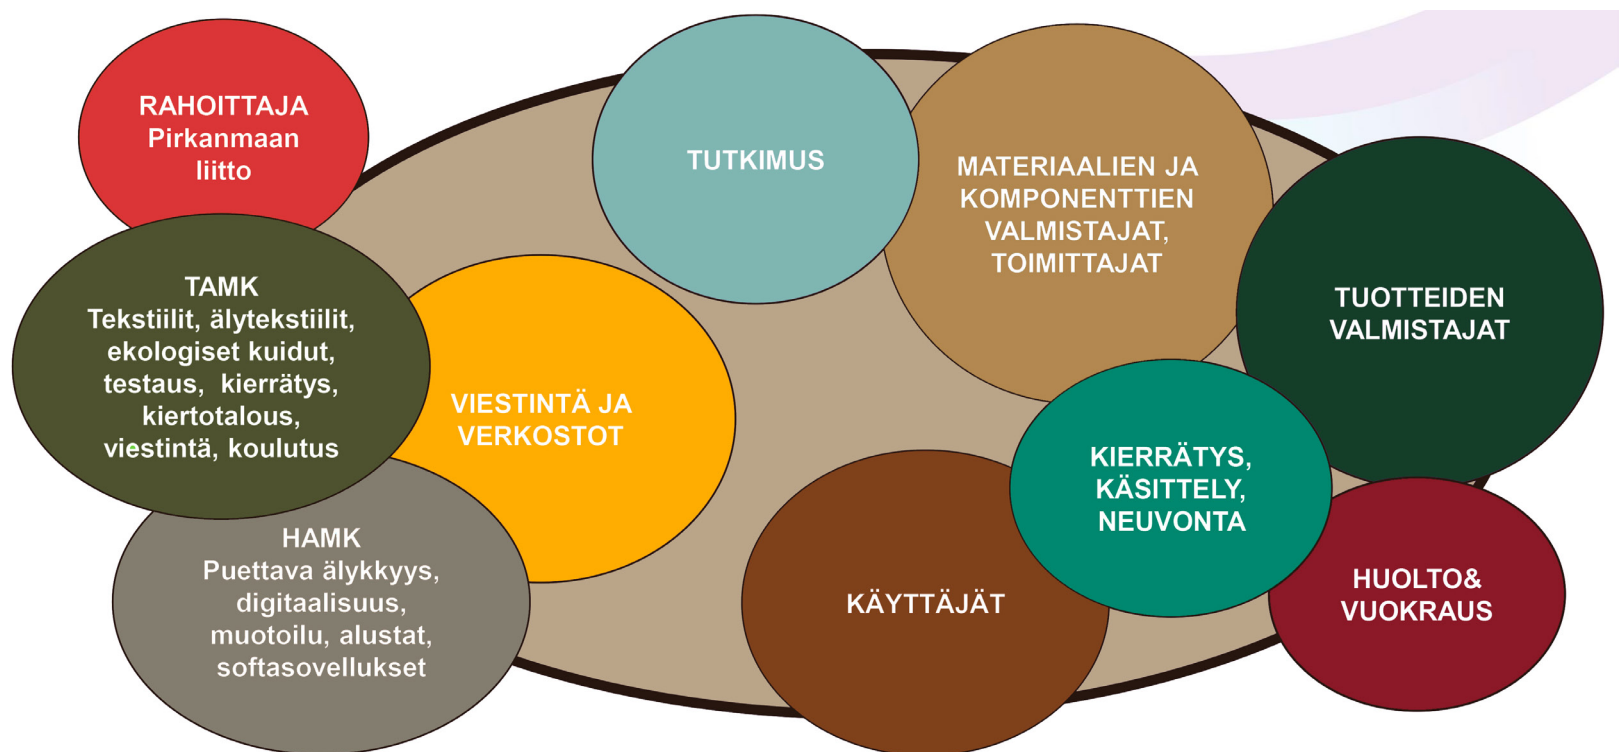 RAHOITTAJA
Pirkanmaan
liitto
TAMK
Tekstiilit, älytekstiilit,
ekologiset kuidut,
testaus, kierrätys,
kiertotalous,
viestintä, koulutus
HAMK
Puettava älykkyys,
digitaalisuus,
muotoilu, alustat,
softasovellukset
VIESTINTÄ JA
VERKOSTOT
TUTKIMUS
MATERIAALIEN JA
KOMPONENTTIEN
VALMISTAJAT,
TOIMITTAJAT
TUOTTEIDEN
VALMISTAJAT
KIERRÄTYS,
KÄSITTELY,
NEUVONTA
KÄYTTÄJÄT
HUOLTO&
VUOKRAUS